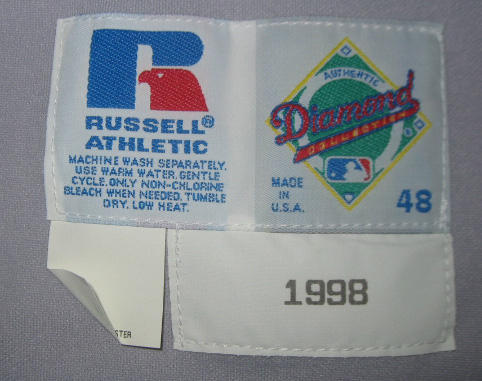 RUSSELL®
ATHLETIC
MACHINE WASH SEPARATELY.
USE WARM WATER, GENTLE
CYCLE. ONLY NON-CHLORINE
BLEACH WHEN NEEDED. TUMBLE
DRY, LOW HEAT.
AUTHENTIC
Diamond
COLLECTION
MADE
IN
U.S.A.
48
1998